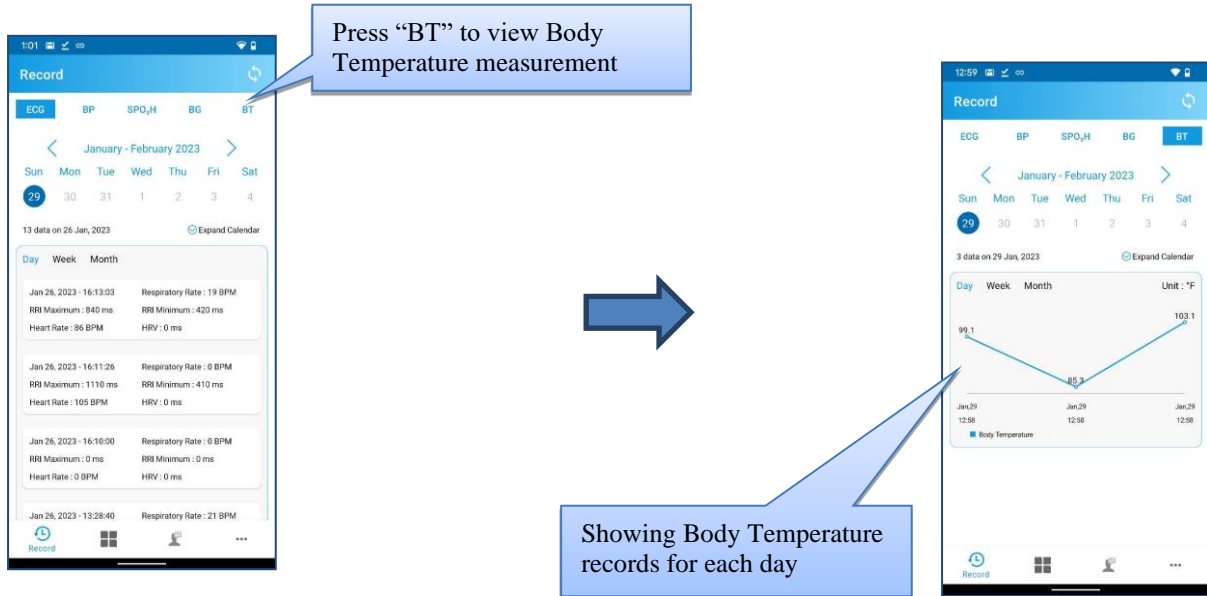 Press “BT” to view Body
Temperature measurement
1:01
Record
ECG BP SPO₂H BG BT
January - February 2023
Sun Mon Tue Wed Thu Fri Sat
29 30 31 1 2 3 4
13 data on 26 Jan, 2023 Expand Calendar
Day Week Month
Jan 26, 2023 - 16:13:03 Respiratory Rate : 19 BPM
RRI Maximum : 840 ms RRI Minimum : 420 ms
Heart Rate : 86 BPM HRV : 0 ms
Jan 26, 2023 - 16:11:26 Respiratory Rate : 0 BPM
RRI Maximum : 1110 ms RRI Minimum : 410 ms
Heart Rate : 105 BPM HRV : 0 ms
Jan 26, 2023 - 16:10:00 Respiratory Rate : 0 BPM
RRI Maximum : 0 ms RRI Minimum : 0 ms
Heart Rate : 0 BPM HRV : 0 ms
Jan 26, 2023 - 13:28:40 Respiratory Rate : 21 BPM
Record
12:59
Record
ECG BP SPO₂H BG BT
January - February 2023
Sun Mon Tue Wed Thu Fri Sat
29 30 31 1 2 3 4
3 data on 29 Jan, 2023 Expand Calendar
Day Week Month Unit : °F
103.1
99.1
85.3
Jan,29 Jan,29 Jan,29
12:58 12:58 12:58
Body Temperature
Record
Showing Body Temperature
records for each day